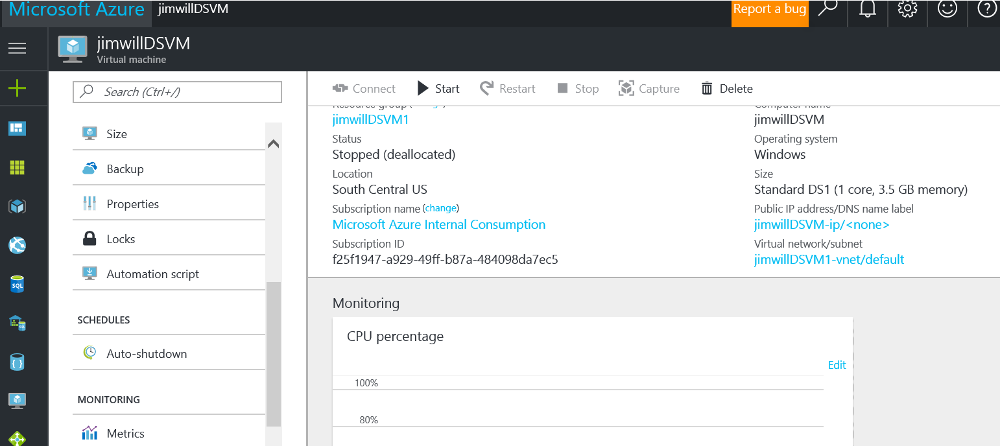 Microsoft Azure jimwillDSVM
Report a bug
jimwillDSVM
Virtual machine
Search (Ctrl+/)
Size
Backup
Properties
Locks
Automation script
SCHEDULES
Auto-shutdown
MONITORING
Metrics
Connect Start Restart Stop Capture Delete
Resource group (change)
jimwillDSVM1
Status
Stopped (deallocated)
Location
South Central US
Subscription name (change)
Microsoft Azure Internal Consumption
Subscription ID
f25f1947-a929-49ff-b87a-484098da7ec5
Computer name
jimwillDSVM
Operating system
Windows
Size
Standard DS1 (1 core, 3.5 GB memory)
Public IP address/DNS name label
jimwillDSVM-ip/<none>
Virtual network/subnet
jimwillDSVM1-vnet/default
Monitoring
CPU percentage
Edit
100%
80%
SQL